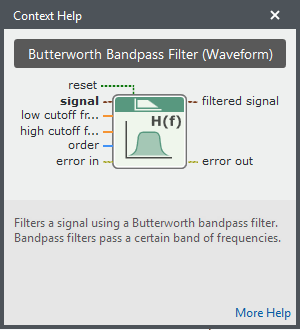 Context Help
Butterworth Bandpass Filter (Waveform)
reset
signal
filtered signal
low cutoff fr...
high cutoff f...
H(f)
order
error in
error out
Filters a signal using a Butterworth bandpass filter.
Bandpass filters pass a certain band of frequencies.
More Help